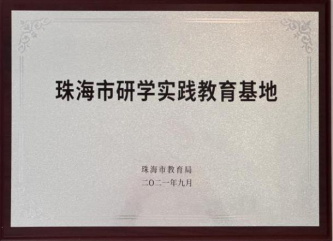 珠海市研学实践教育基地
珠海市教育局
二〇二一年九月